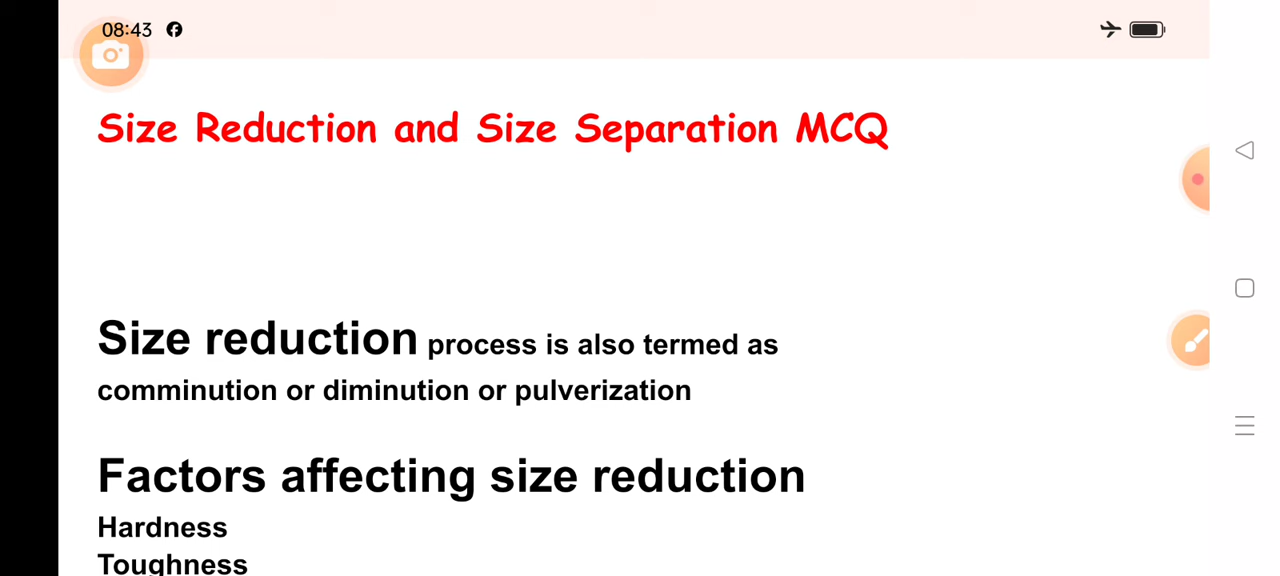 08:43
Size Reduction and Size Separation MCQ
Size reduction process is also termed as
comminution or diminution or pulverization
Factors affecting size reduction
Hardness
Toughness